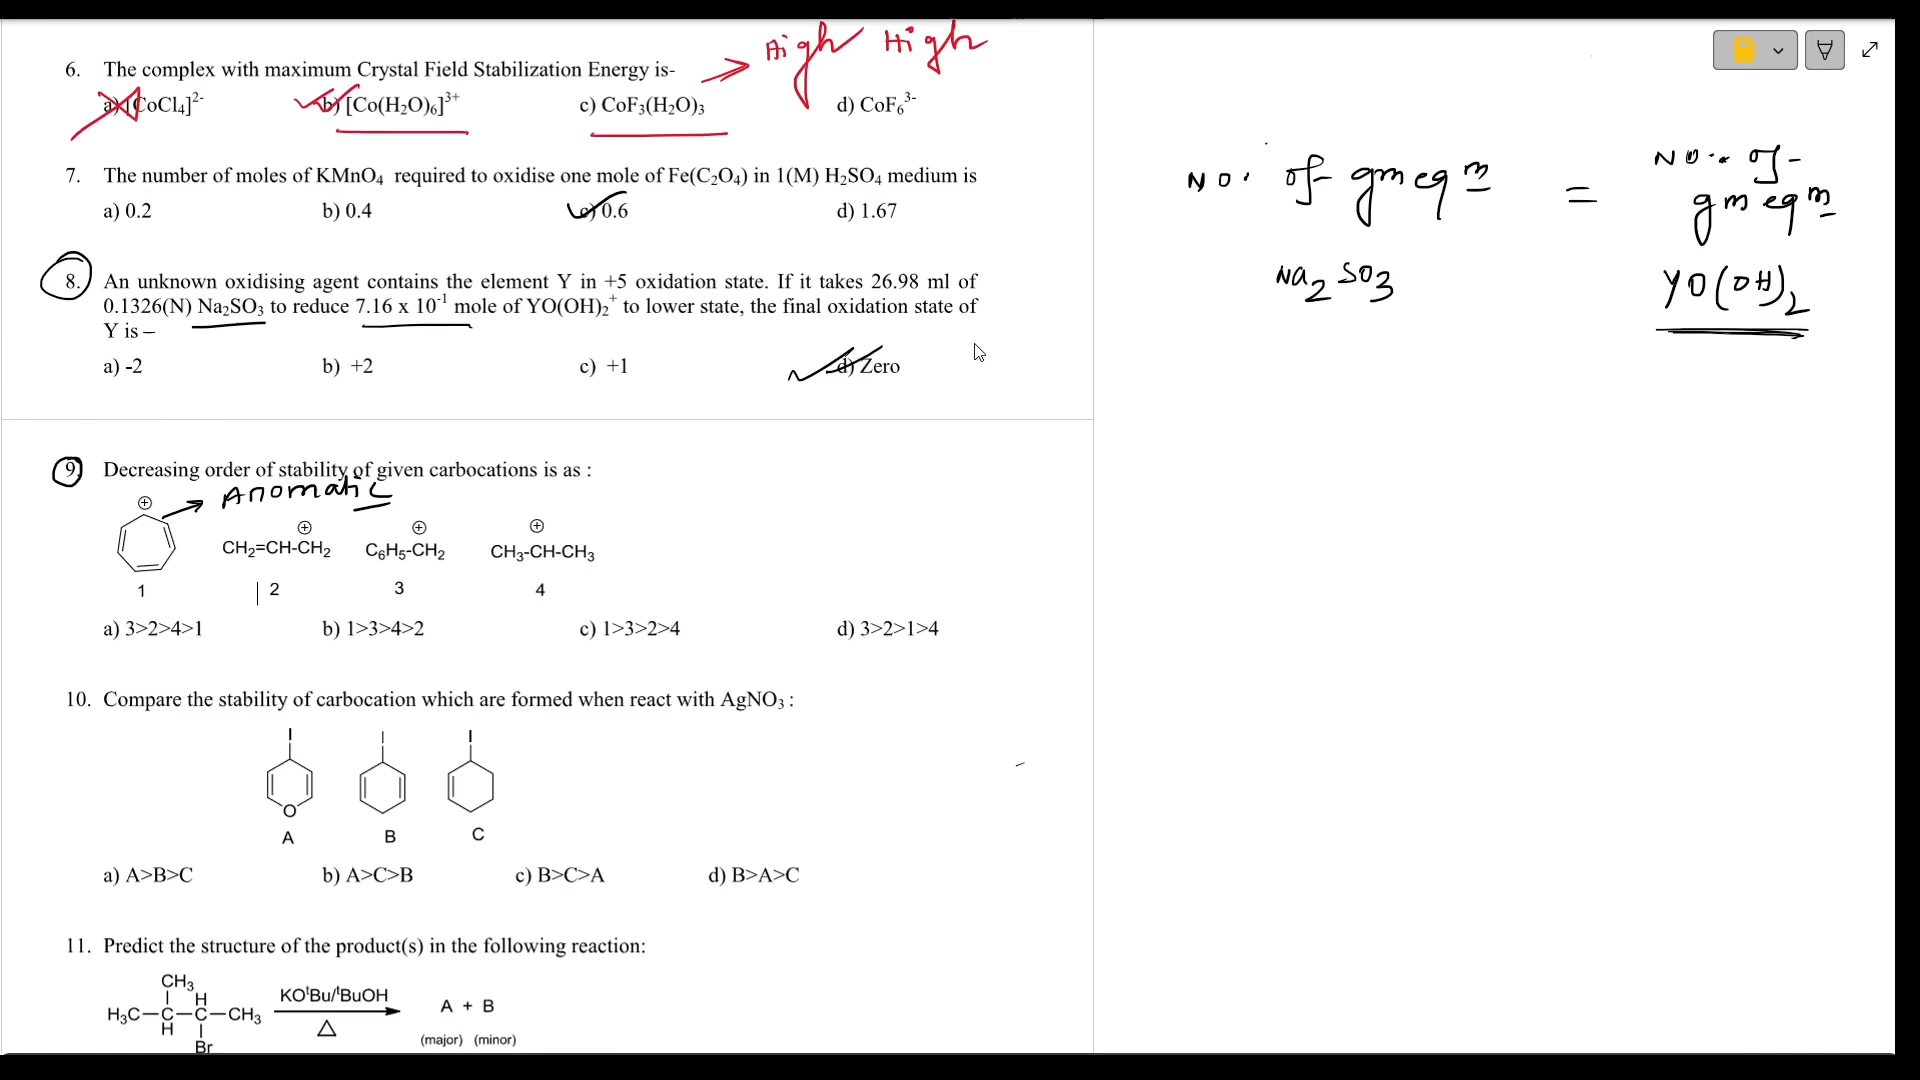 High High
6. The complex with maximum Crystal Field Stabilization Energy is-
a) [CoCl₄]²⁻ b) [Co(H₂O)₆]³⁺ c) CoF₃(H₂O)₃ d) CoF₆³⁻
7. The number of moles of KMnO₄ required to oxidise one mole of Fe(C₂O₄) in 1(M) H₂SO₄ medium is
a) 0.2 b) 0.4 c) 0.6 d) 1.67
8. An unknown oxidising agent contains the element Y in +5 oxidation state. If it takes 26.98 ml of
0.1326(N) Na₂SO₃ to reduce 7.16 x 10⁻¹ mole of YO(OH)₂⁺ to lower state, the final oxidation state of
Y is –
a) -2 b) +2 c) +1 d) Zero
9. Decreasing order of stability of given carbocations is as :
Aromatic
⊕ ⊕ ⊕ ⊕
CH₂=CH-CH₂ C₆H₅-CH₂ CH₃-CH-CH₃
1 2 3 4
a) 3>2>4>1 b) 1>3>4>2 c) 1>3>2>4 d) 3>2>1>4
10. Compare the stability of carbocation which are formed when react with AgNO₃ :
I I I
O
A B C
a) A>B>C b) A>C>B c) B>C>A d) B>A>C
11. Predict the structure of the product(s) in the following reaction:
CH₃
H
H₃C–C–C–CH₃ KOᵗBu/ᵗBuOH A + B
H
Br △ (major) (minor)
NO. of gm eqm = NO. of
gm eqm
Na₂SO₃ YO(OH)₂